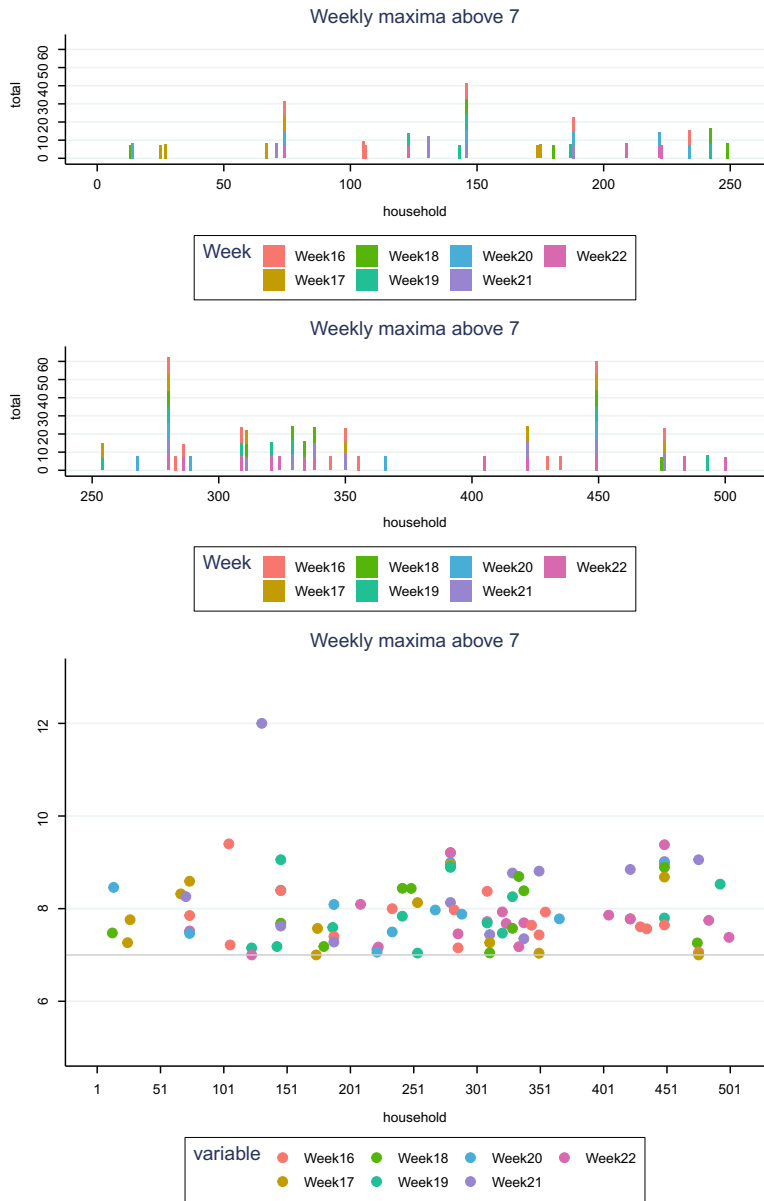 Weekly maxima above 7
total
0 10 20 30 40 50 60
0 50 100 150 200 250
household
Week Week16 Week18 Week20 Week22
Week17 Week19 Week21
Weekly maxima above 7
total
0 10 20 30 40 50 60
250 300 350 400 450 500
household
Week Week16 Week18 Week20 Week22
Week17 Week19 Week21
Weekly maxima above 7
12
10
8
6
1 51 101 151 201 251 301 351 401 451 501
household
variable Week16 Week18 Week20 Week22
Week17 Week19 Week21